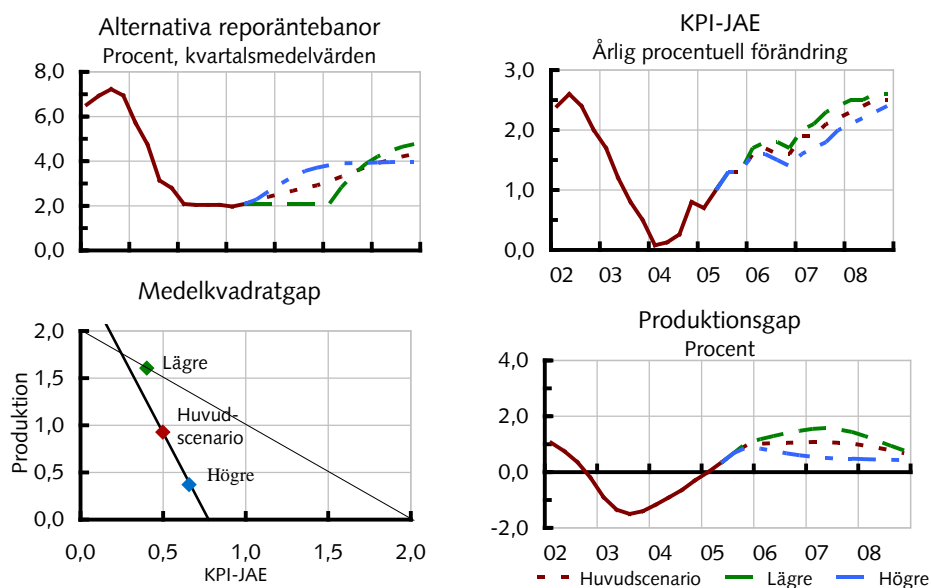 Alternativa reporäntebanor
Procent, kvartalsmedelvärden
8,0
6,0
4,0
2,0
0,0
KPI-JAE
Årlig procentuell förändring
3,0
2,0
1,0
0,0
02 03 04 05 06 07 08
Medelkvadratgap
Produktion
2,0
1,5
1,0
0,5
0,0
Lägre
Huvud-
scenario
Högre
0,0 0,5 1,0 1,5 2,0
KPI-JAE
Produktionsgap
Procent
4,0
2,0
0,0
-2,0
02 03 04 05 06 07 08
Huvudscenario Lägre Högre